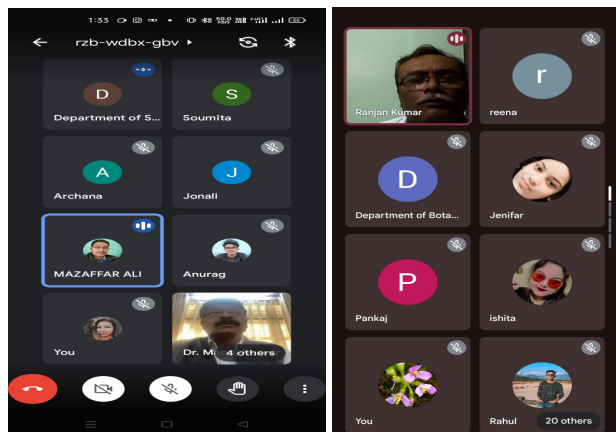 1:33
rzb-wdbx-gbv
D
Department of S...
S
Soumita
A
Archana
J
Jonali
MAZAFFAR ALI
Anurag
You
4 others
Ranjan Kumar
r
reena
D
Department of Bota...
Jenifar
P
Pankaj
ishita
You
Rahul
20 others